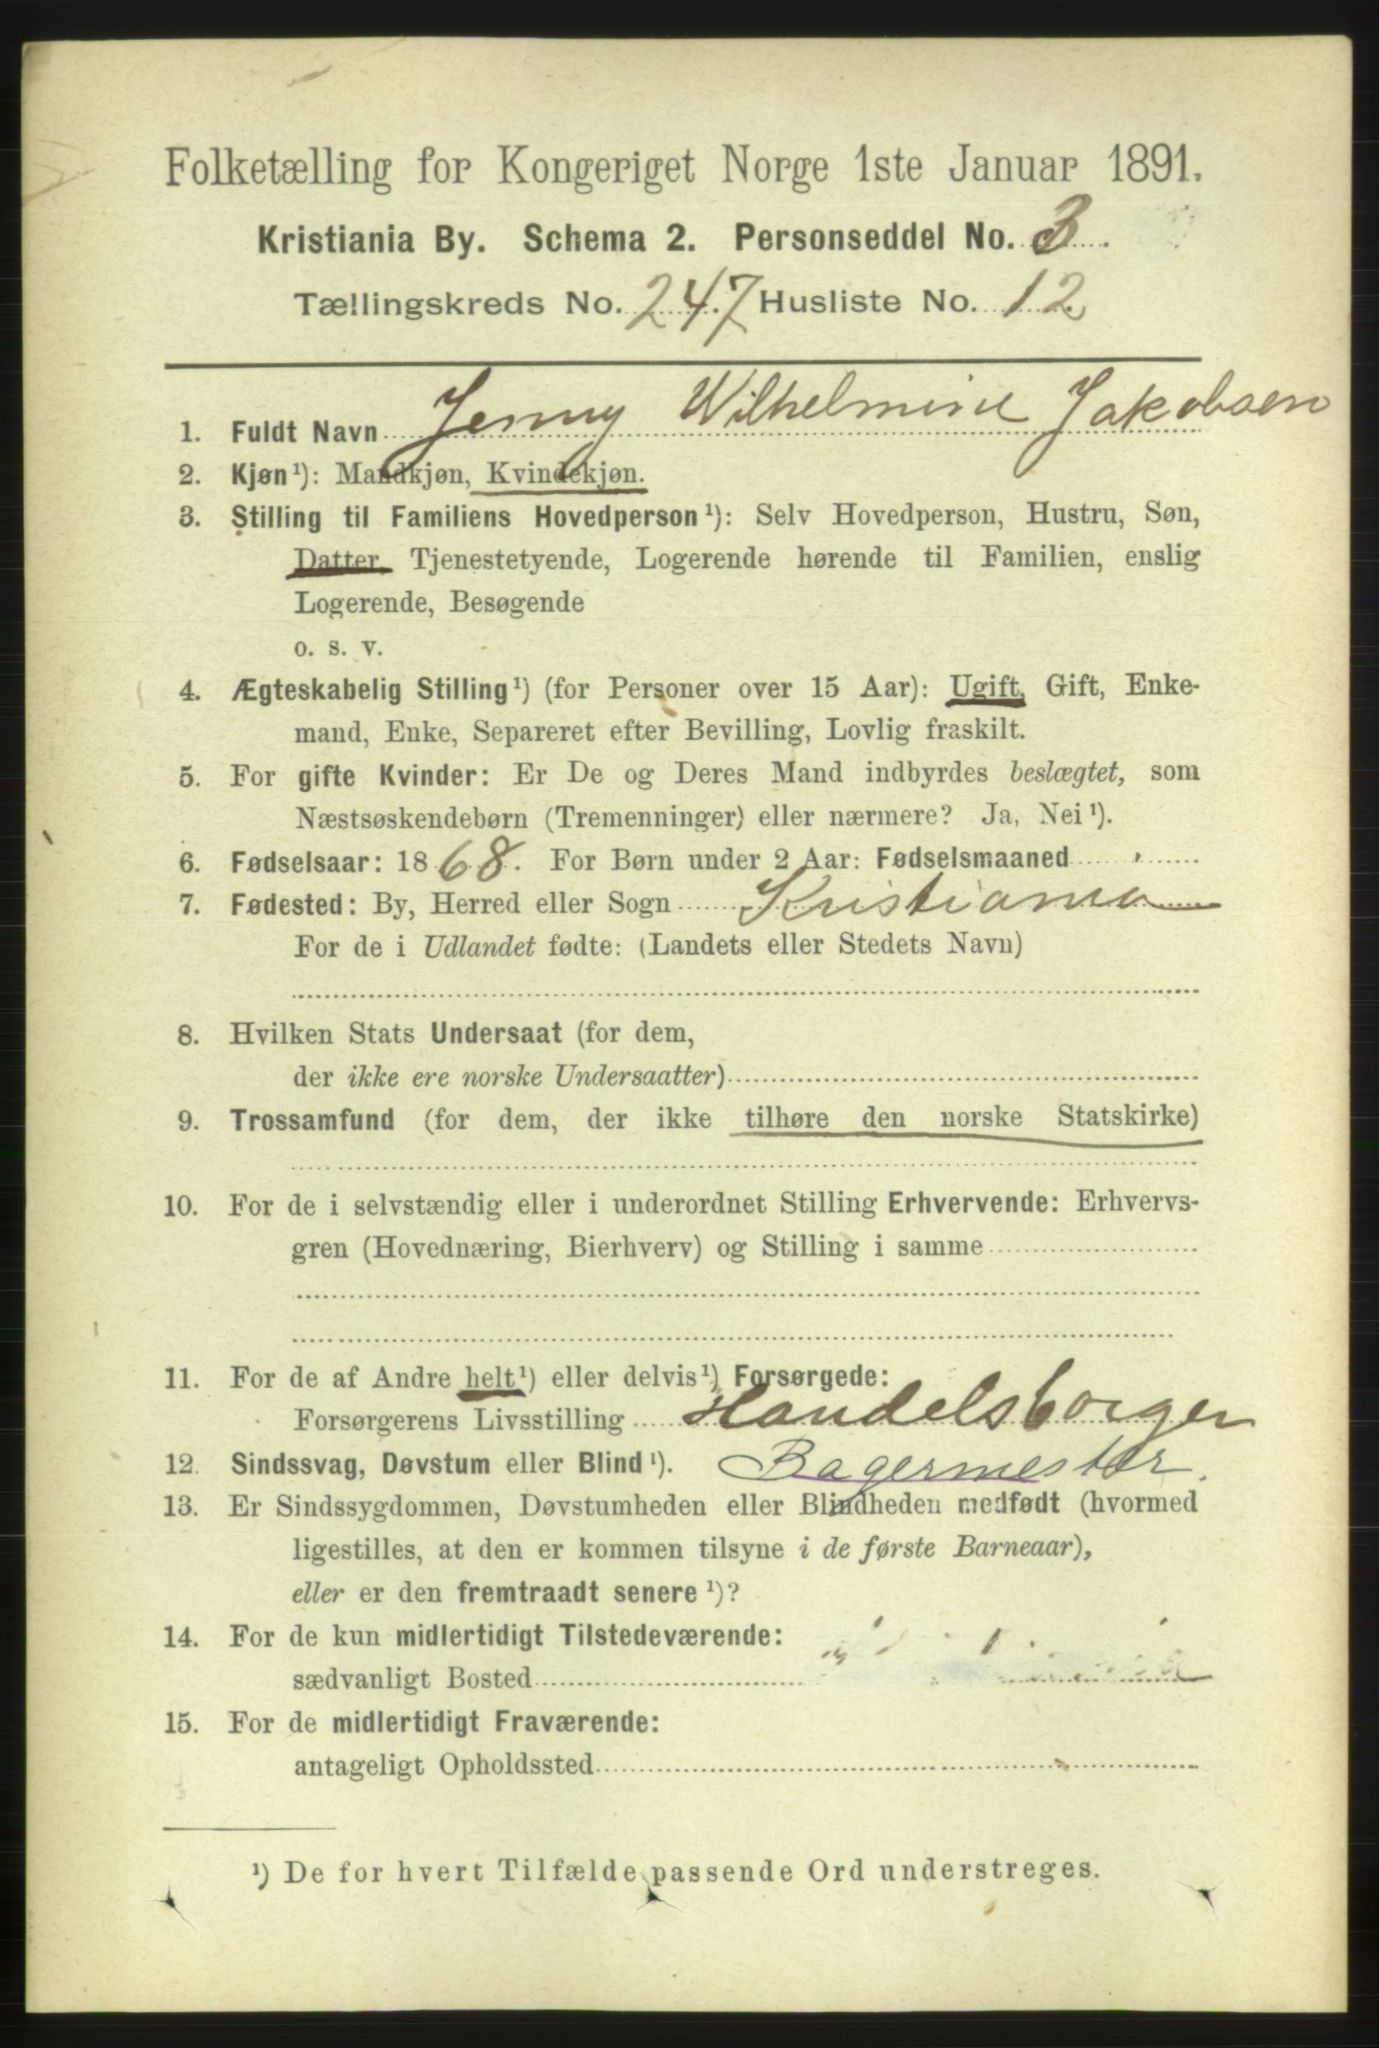 Folketælling for Kongeriget Norge 1ste Januar 1891.
Kristiania By. Schema 2. Personseddel No. 3.
Tællingskreds No. 247 Husliste No. 12.
1. Fuldt Navn Jenny Wilhelmine Jakobsen
2. Kjøn¹): Mandkjøn, Kvindekjøn.
3. Stilling til Familiens Hovedperson¹): Selv Hovedperson, Hustru, Søn,
Datter, Tjenestetyende, Logerende hørende til Familien, enslig
Logerende, Besøgende
o. s. v.
4. Ægteskabelig Stilling¹) (for Personer over 15 Aar): Ugift, Gift, Enke-
mand, Enke, Separeret efter Bevilling, Lovlig fraskilt.
5. For gifte Kvinder: Er De og Deres Mand indbyrdes beslægtet, som
Næstsøskendebørn (Tremenninger) eller nærmere? Ja, Nei¹).
6. Fødselsaar: 1868. For Børn under 2 Aar: Fødselsmaaned
7. Fødested: By, Herred eller Sogn Kristiania
For de i Udlandet fødte: (Landets eller Stedets Navn)
8. Hvilken Stats Undersaat (for dem,
der ikke ere norske Undersaatter)
9. Trossamfund (for dem, der ikke tilhøre den norske Statskirke)
10. For de i selvstændig eller i underordnet Stilling Erhvervende: Erhvervs-
gren (Hovednæring, Bierhverv) og Stilling i samme
11. For de af Andre helt¹) eller delvis¹) Forsørgede:
Forsørgerens Livsstilling Handelsborger
12. Sindssvag, Døvstum eller Blind¹). Bagermester.
13. Er Sindssygdommen, Døvstumheden eller Blindheden medfødt (hvormed
ligestilles, at den er kommen tilsyne i de første Barneaar),
eller er den fremtraadt senere¹)?
14. For de kun midlertidigt Tilstedeværende:
sædvanligt Bosted
15. For de midlertidigt Fraværende:
antageligt Opholdssted
¹) De for hvert Tilfælde passende Ord understreges.